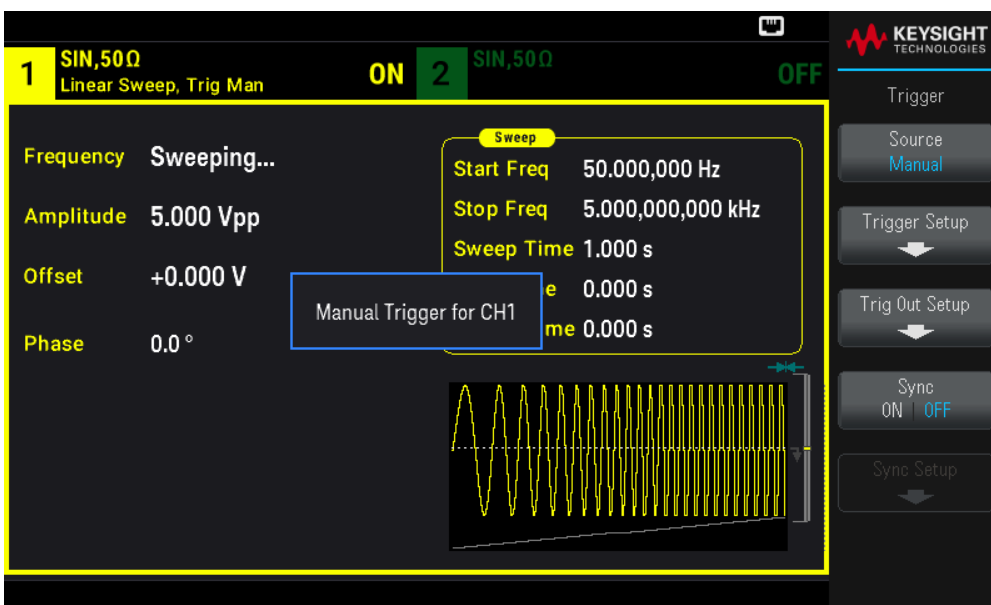 KEYSIGHT
TECHNOLOGIES
1 SIN,50Ω ON
Linear Sweep, Trig Man
2 SIN,50Ω OFF
Trigger
Frequency Sweeping...
Amplitude 5.000 Vpp
Offset +0.000 V
Phase 0.0 °
Sweep
Start Freq 50.000,000 Hz
Stop Freq 5.000,000,000 kHz
Sweep Time 1.000 s
e 0.000 s
me 0.000 s
Manual Trigger for CH1
Source
Manual
Trigger Setup
Trig Out Setup
Sync
ON | OFF
Sync Setup